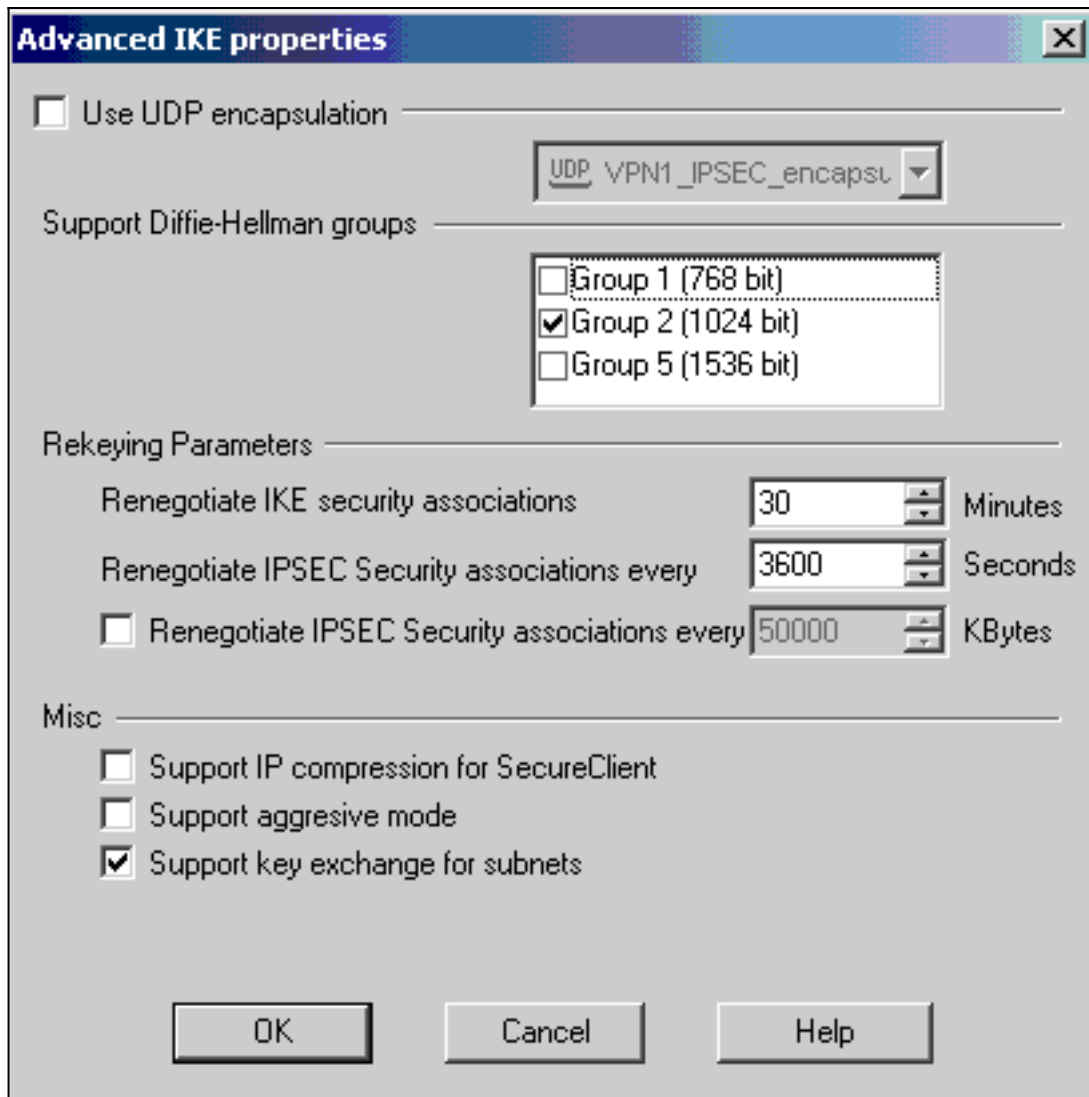 Advanced IKE properties
Use UDP encapsulation
UDP VPN1_IPSEC_encapsu
Support Diffie-Hellman groups
Group 1 (768 bit)
Group 2 (1024 bit)
Group 5 (1536 bit)
Rekeying Parameters
Renegotiate IKE security associations 30 Minutes
Renegotiate IPSEC Security associations every 3600 Seconds
Renegotiate IPSEC Security associations every 50000 KBytes
Misc
Support IP compression for SecureClient
Support aggresive mode
Support key exchange for subnets
OK Cancel Help